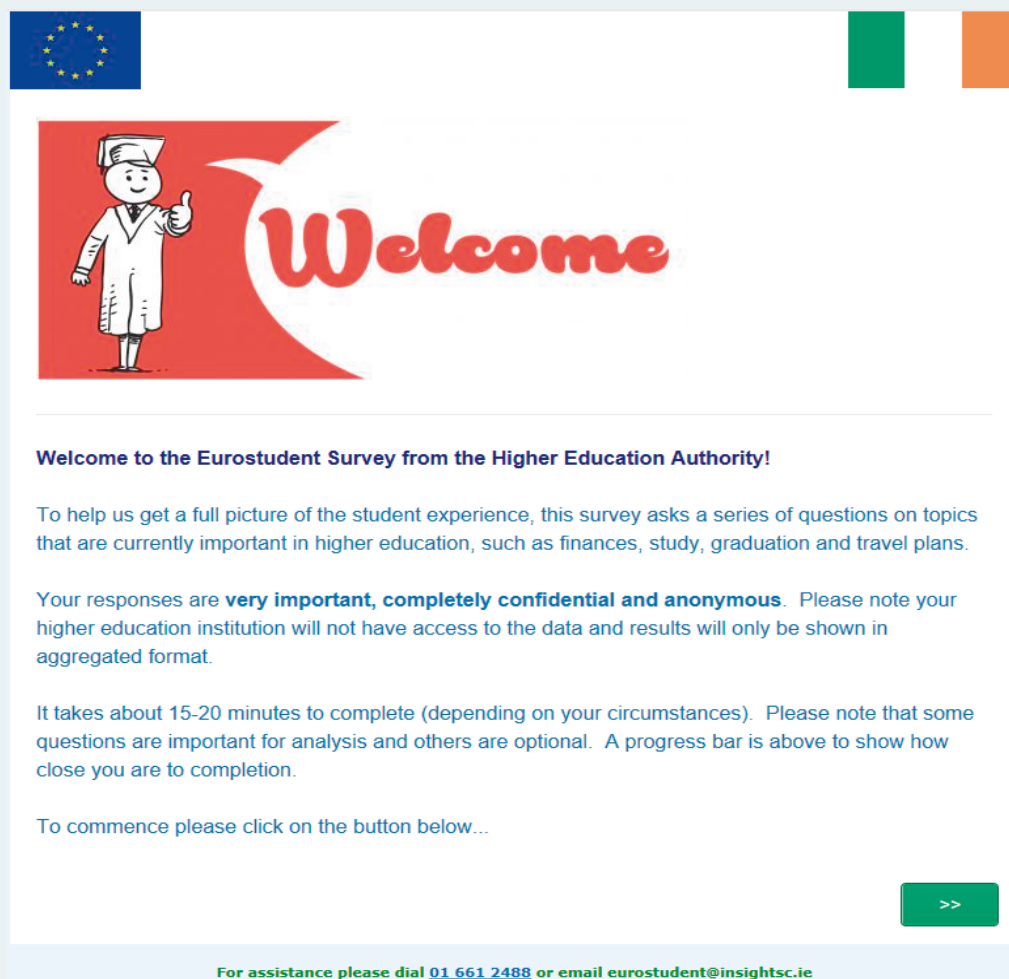 Welcome
Welcome to the Eurostudent Survey from the Higher Education Authority!
To help us get a full picture of the student experience, this survey asks a series of questions on topics
that are currently important in higher education, such as finances, study, graduation and travel plans.
Your responses are very important, completely confidential and anonymous.  Please note your
higher education institution will not have access to the data and results will only be shown in
aggregated format.
It takes about 15-20 minutes to complete (depending on your circumstances).  Please note that some
questions are important for analysis and others are optional.  A progress bar is above to show how
close you are to completion.
To commence please click on the button below...
>>
For assistance please dial 01 661 2488 or email eurostudent@insightsc.ie